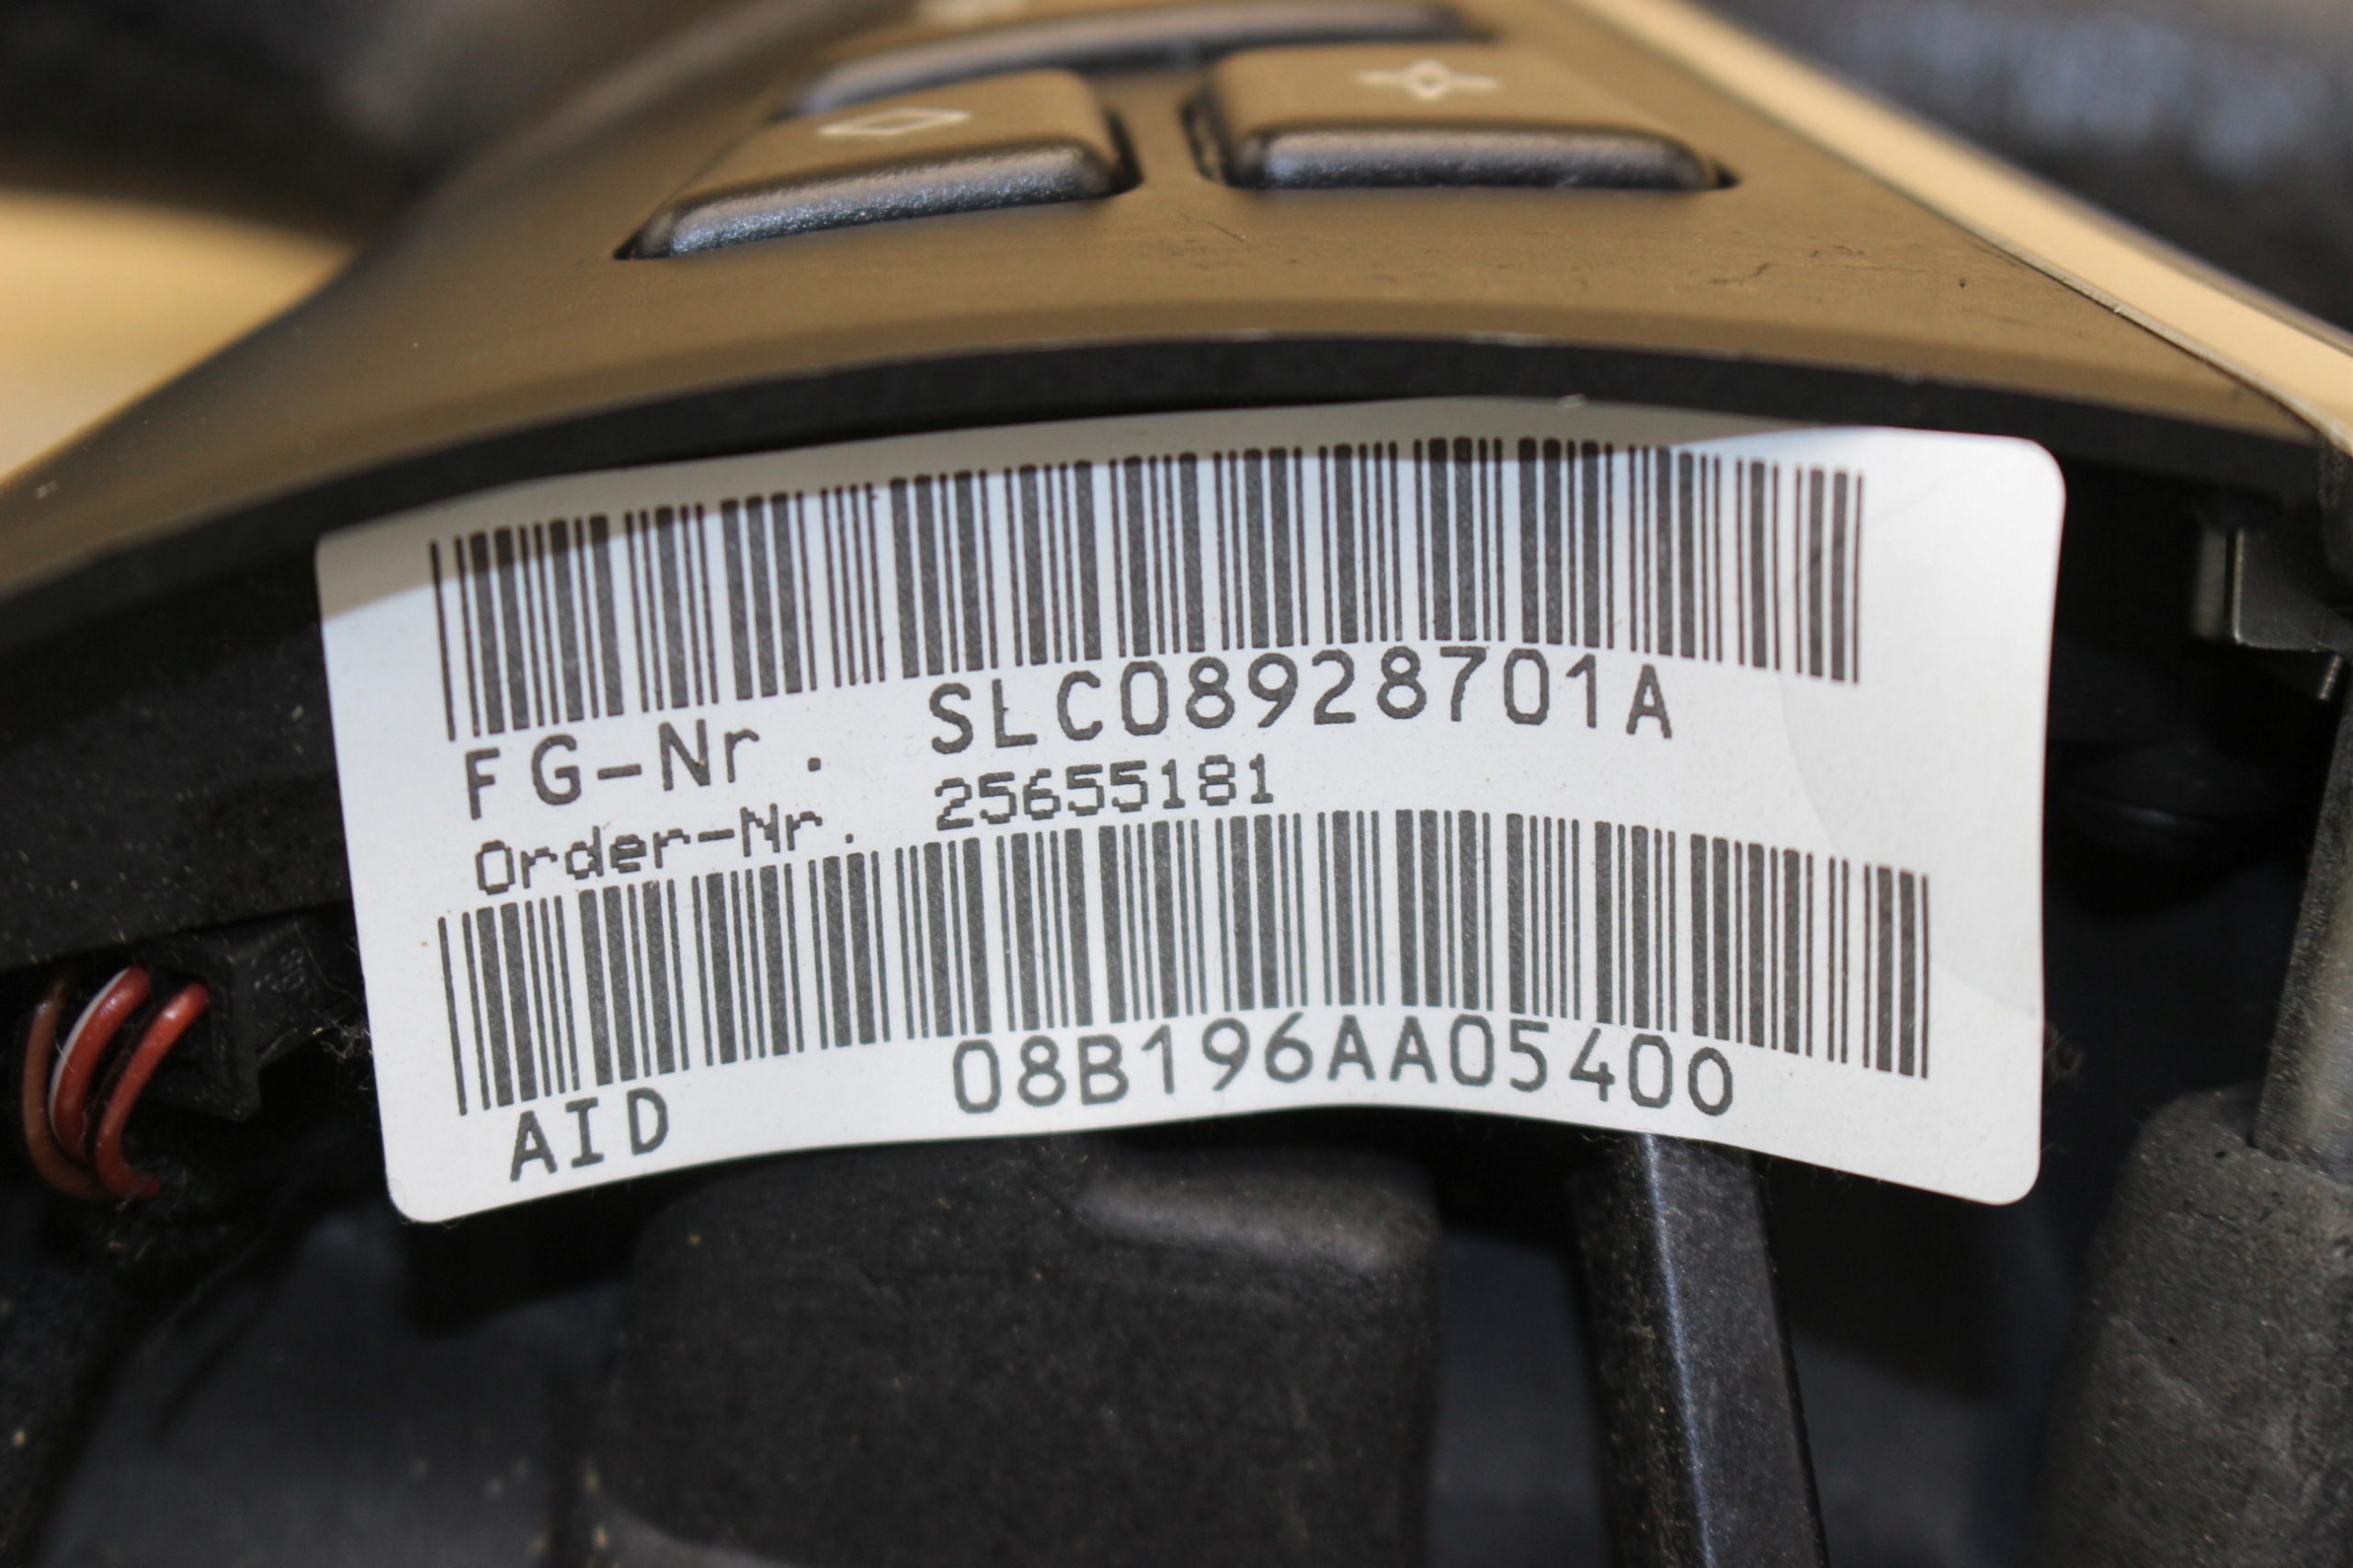 FG-Nr. SLC08928701A
Order-Nr. 25655181
AID 08B196AA05400